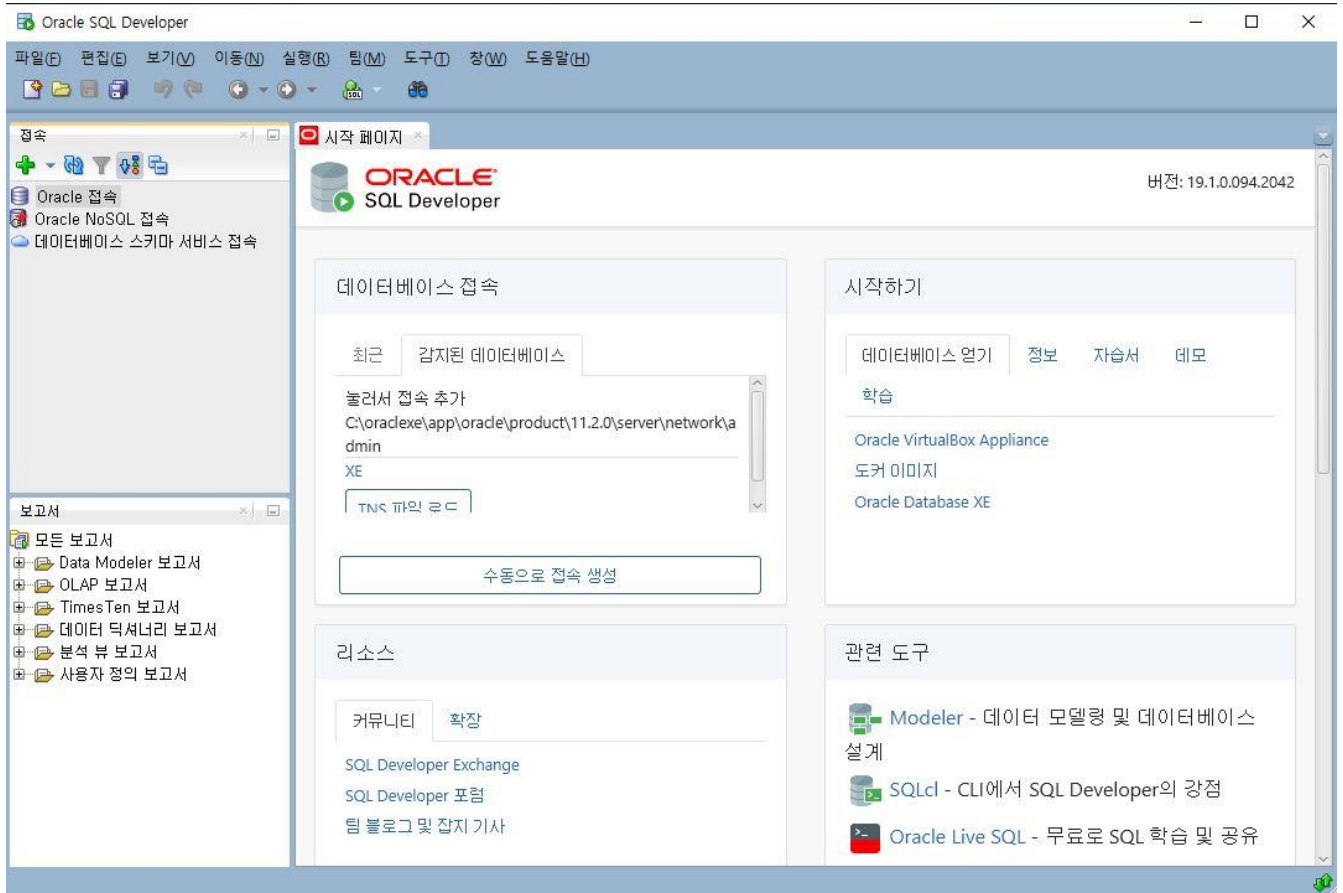 Oracle SQL Developer
파일(F) 편집(E) 보기(V) 이동(N) 실행(R) 팀(M) 도구(T) 창(W) 도움말(H)
접속
Oracle 접속
Oracle NoSQL 접속
데이터베이스 스키마 서비스 접속
보고서
모든 보고서
Data Modeler 보고서
OLAP 보고서
TimesTen 보고서
데이터 딕셔너리 보고서
분석 뷰 보고서
사용자 정의 보고서
시작 페이지
ORACLE
SQL Developer
버전: 19.1.0.094.2042
데이터베이스 접속
최근 감지된 데이터베이스
눌러서 접속 추가
C:\oraclexe\app\oracle\product\11.2.0\server\network\a
dmin
XE
TNS 파일 로드
수동으로 접속 생성
시작하기
데이터베이스 얻기 정보 자습서 데모
학습
Oracle VirtualBox Appliance
도커 이미지
Oracle Database XE
리소스
커뮤니티 확장
SQL Developer Exchange
SQL Developer 포럼
팀 블로그 및 잡지 기사
관련 도구
Modeler - 데이터 모델링 및 데이터베이스
설계
SQLcl - CLI에서 SQL Developer의 강점
Oracle Live SQL - 무료로 SQL 학습 및 공유